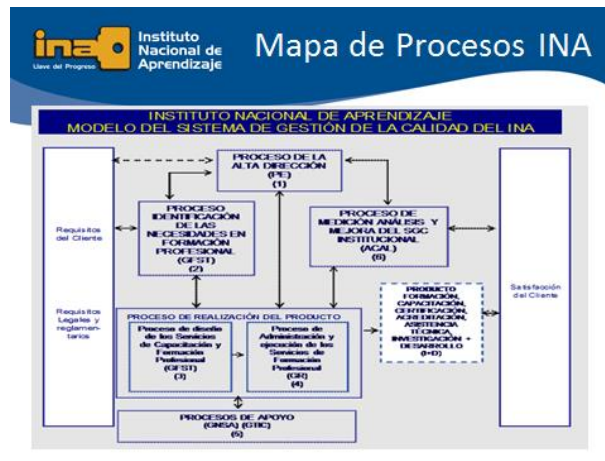 ina
Llave del Progreso
Instituto
Nacional de
Aprendizaje
Mapa de Procesos INA
INSTITUTO NACIONAL DE APRENDIZAJE
MODELO DEL SISTEMA DE GESTIÓN DE LA CALIDAD DEL INA
PROCESO DE LA
ALTA DIRECCIÓN
(PE)
(1)
PROCESO
IDENTIFICACIÓN
DE LAS
NECESIDADES EN
FORMACIÓN
PROFESIONAL
(GFST)
(2)
PROCESO DE
MEDICIÓN ANÁLISIS Y
MEJORA DEL SGC
INSTITUCIONAL
(ACAL)
(6)
Requisitos
del Cliente
Requisitos
Legales y
reglamen-
tarios
PROCESO DE REALIZACIÓN DEL PRODUCTO
Proceso de diseño
de los Servicios
de Capacitación y
Formación
Profesional
(GFST)
(3)
Proceso de
Administración y
ejecución de los
Servicios de
Formación
Profesional
(GR)
(4)
PRODUCTO
FORMACIÓN,
CAPACITACIÓN,
CERTIFICACIÓN,
ACREDITACIÓN,
ASISTENCIA
TÉCNICA,
INVESTIGACIÓN +
DESARROLLO
(I+D)
Satisfacción
del Cliente
PROCESOS DE APOYO
(GNSA) (GTIC)
(5)